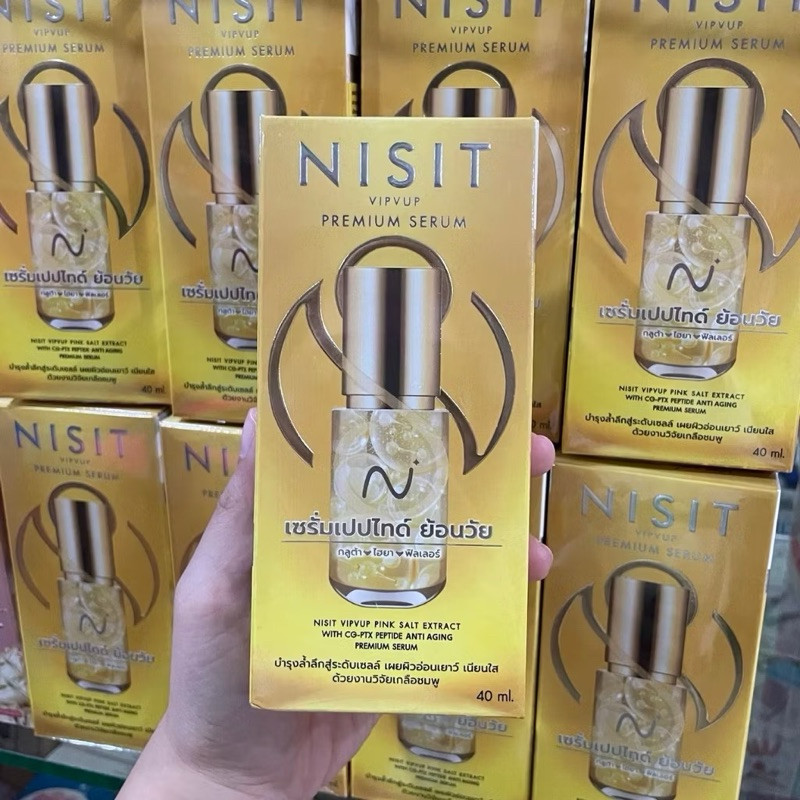 NISIT
VIPVUP
PREMIUM SERUM
N
เซรั่มเปปไทด์ ย้อนวัย
กลูต้า ไฮยา ฟิลเลอร์
NISIT VIPVUP PINK SALT EXTRACT
WITH CG-PTX PEPTIDE ANTI AGING
PREMIUM SERUM
บำรุงล้ำลึกสู่ระดับเซลล์ เผยผิวอ่อนเยาว์ เนียนใส
ด้วยงานวิจัยเกลือชมพู
40 ml.